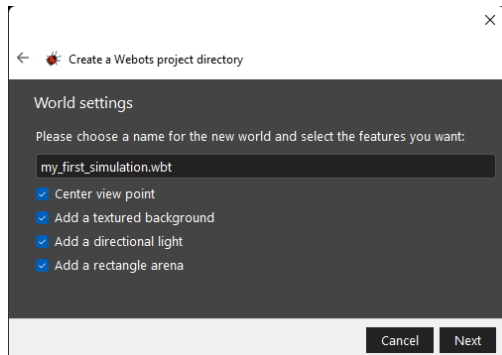 Create a Webots project directory
World settings
Please choose a name for the new world and select the features you want:
my_first_simulation.wbt
Center view point
Add a textured background
Add a directional light
Add a rectangle arena
Cancel Next